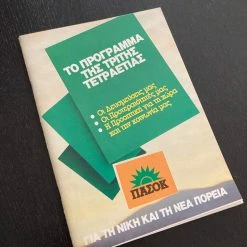 ΤΟ ΠΡΟΓΡΑΜΜΑ
ΤΗΣ ΤΡΙΤΗΣ
ΤΕΤΡΑΕΤΙΑΣ
• Οι Δεσμεύσεις μας
• Οι Προτεραιότητές μας
• Η Προοπτική για τη χώρα
και την κοινωνία μας
ΠΑΣΟΚ
ΓΙΑ ΤΗ ΝΙΚΗ ΚΑΙ ΤΗ ΝΕΑ ΠΟΡΕΙΑ